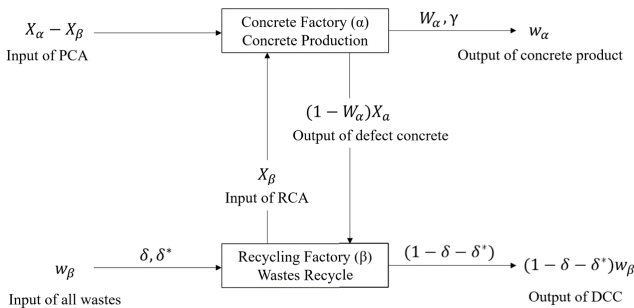 X_α − X_β
Input of PCA
Concrete Factory (α)
Concrete Production
W_α, γ
w_α
Output of concrete product
(1 − W_α)X_a
Output of defect concrete
X_β
Input of RCA
w_β
Input of all wastes
δ, δ*
Recycling Factory (β)
Wastes Recycle
(1 − δ − δ*)
(1 − δ − δ*)w_β
Output of DCC